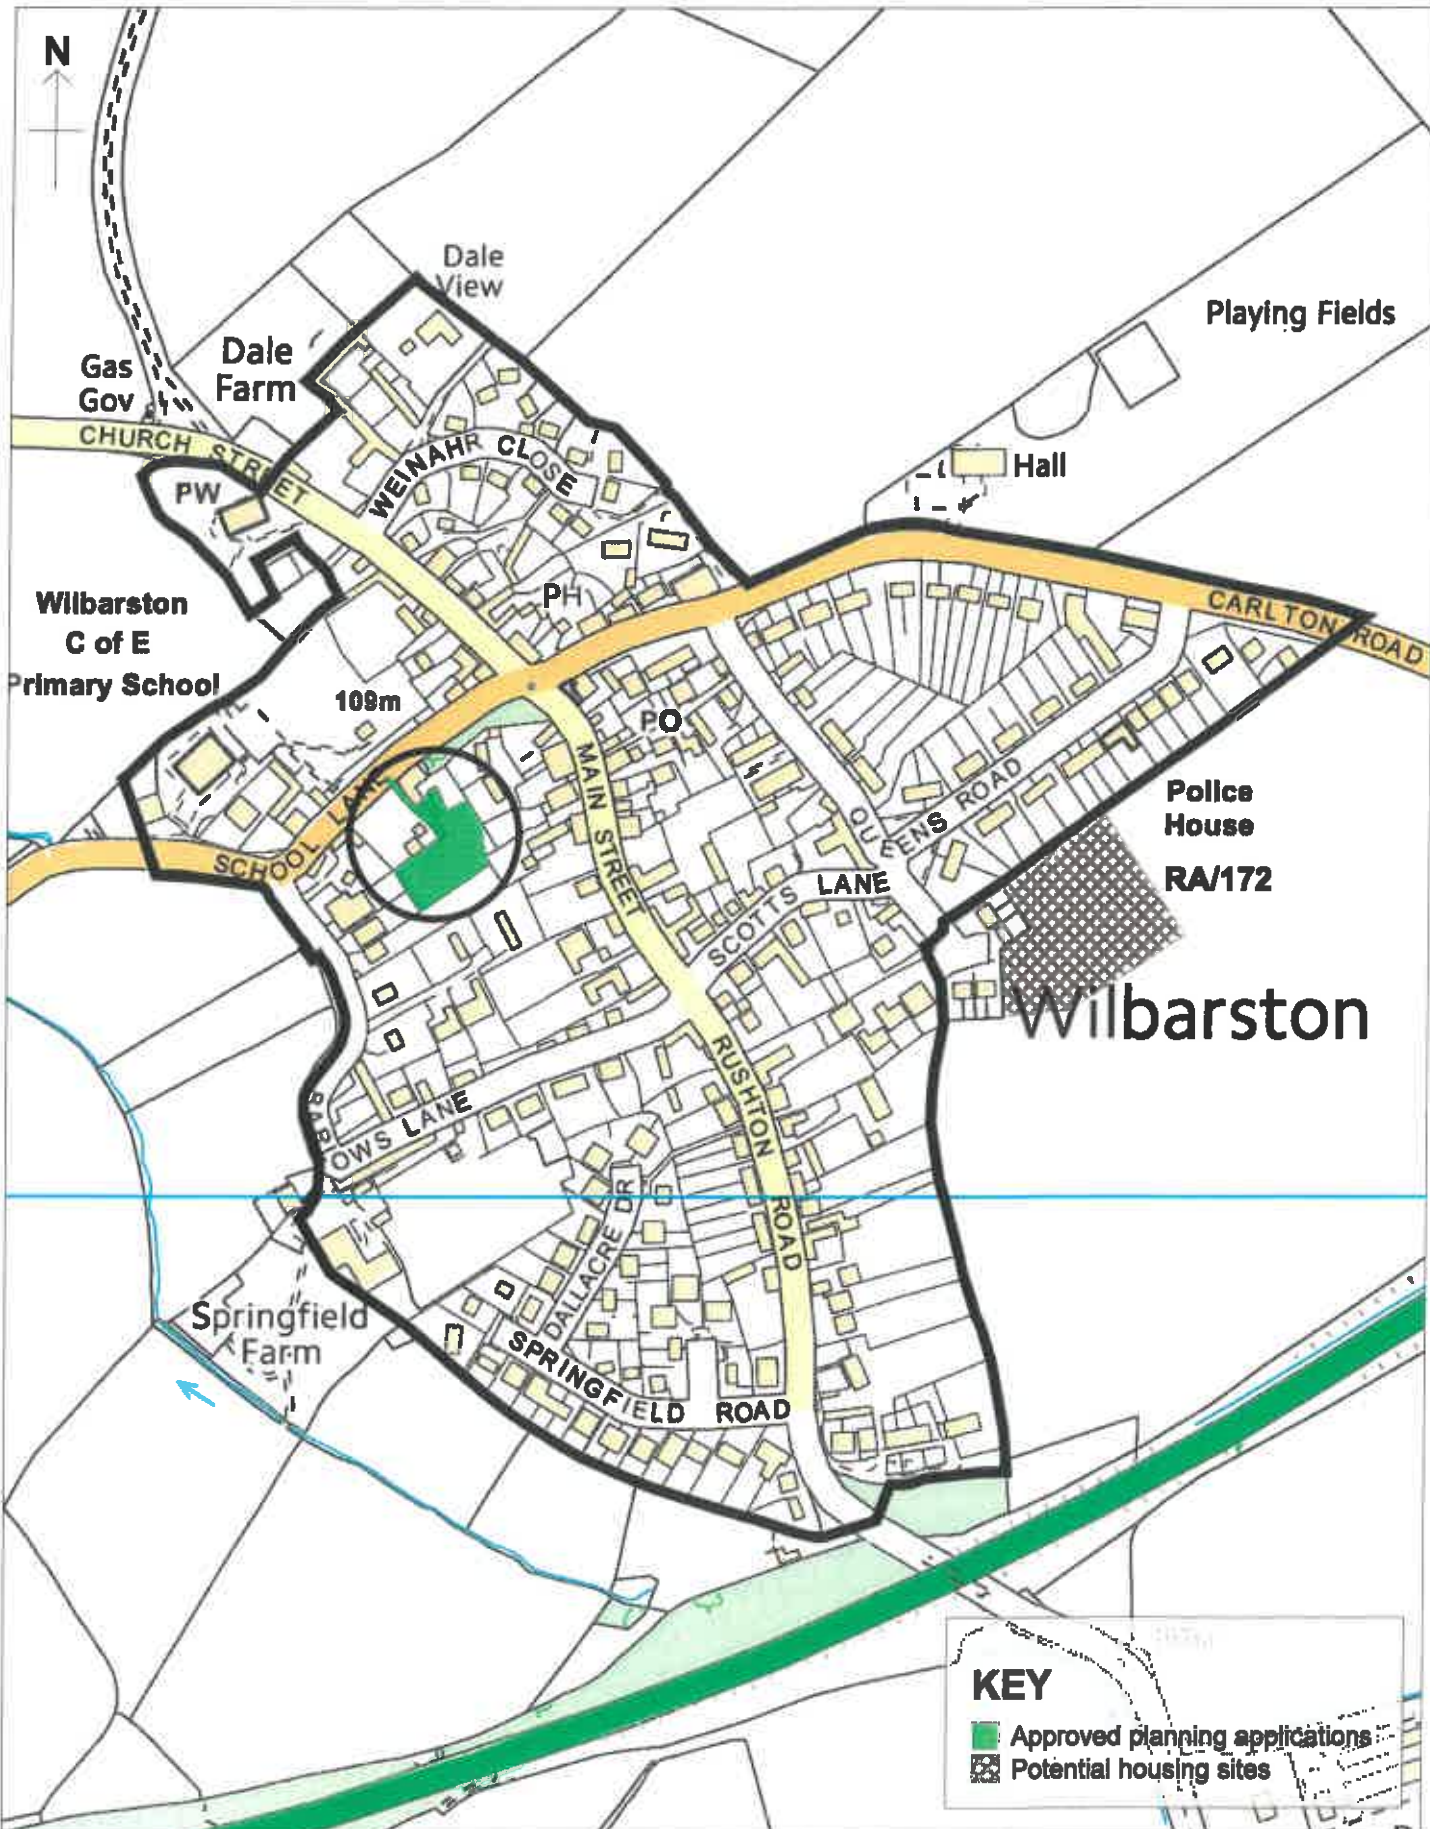 N
Dale
View
Playing Fields
Dale
Farm
Gas
Gov
CHURCH STREET
WEINAHR CLOSE
Hall
PW
PH
Wilbarston
C of E
Primary School
CARLTON ROAD
109m
PO
MAIN STREET
SCHOOL LANE
QUEENS ROAD
Police
House
RA/172
SCOTTS LANE
Wilbarston
RUSHTON ROAD
BARLOWS LANE
DALLACRE DR
Springfield
Farm
SPRINGFIELD ROAD
KEY
Approved planning applications
Potential housing sites